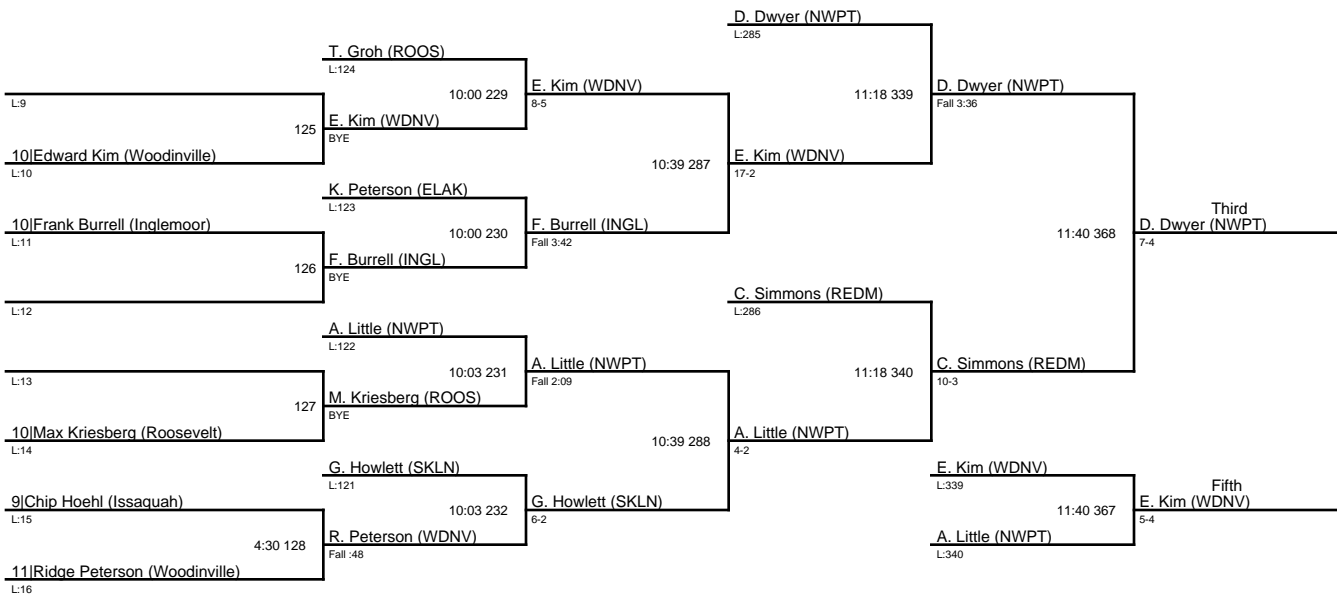 D. Dwyer (NWPT)
L:285
T. Groh (ROOS)
L:124
L:9
10:00 229
E. Kim (WDNV)
8-5
11:18 339
D. Dwyer (NWPT)
Fall 3:36
125
E. Kim (WDNV)
BYE
10|Edward Kim (Woodinville)
L:10
10:39 287
E. Kim (WDNV)
17-2
K. Peterson (ELAK)
L:123
10|Frank Burrell (Inglemoor)
L:11
10:00 230
F. Burrell (INGL)
Fall 3:42
11:40 368
Third
D. Dwyer (NWPT)
7-4
126
F. Burrell (INGL)
BYE
L:12
C. Simmons (REDM)
L:286
A. Little (NWPT)
L:122
L:13
10:03 231
A. Little (NWPT)
Fall 2:09
11:18 340
C. Simmons (REDM)
10-3
127
M. Kriesberg (ROOS)
BYE
10|Max Kriesberg (Roosevelt)
L:14
10:39 288
A. Little (NWPT)
4-2
G. Howlett (SKLN)
L:121
E. Kim (WDNV)
L:339
9|Chip Hoehl (Issaquah)
L:15
10:03 232
G. Howlett (SKLN)
6-2
11:40 367
Fifth
E. Kim (WDNV)
5-4
4:30 128
R. Peterson (WDNV)
Fall :48
A. Little (NWPT)
L:340
11|Ridge Peterson (Woodinville)
L:16